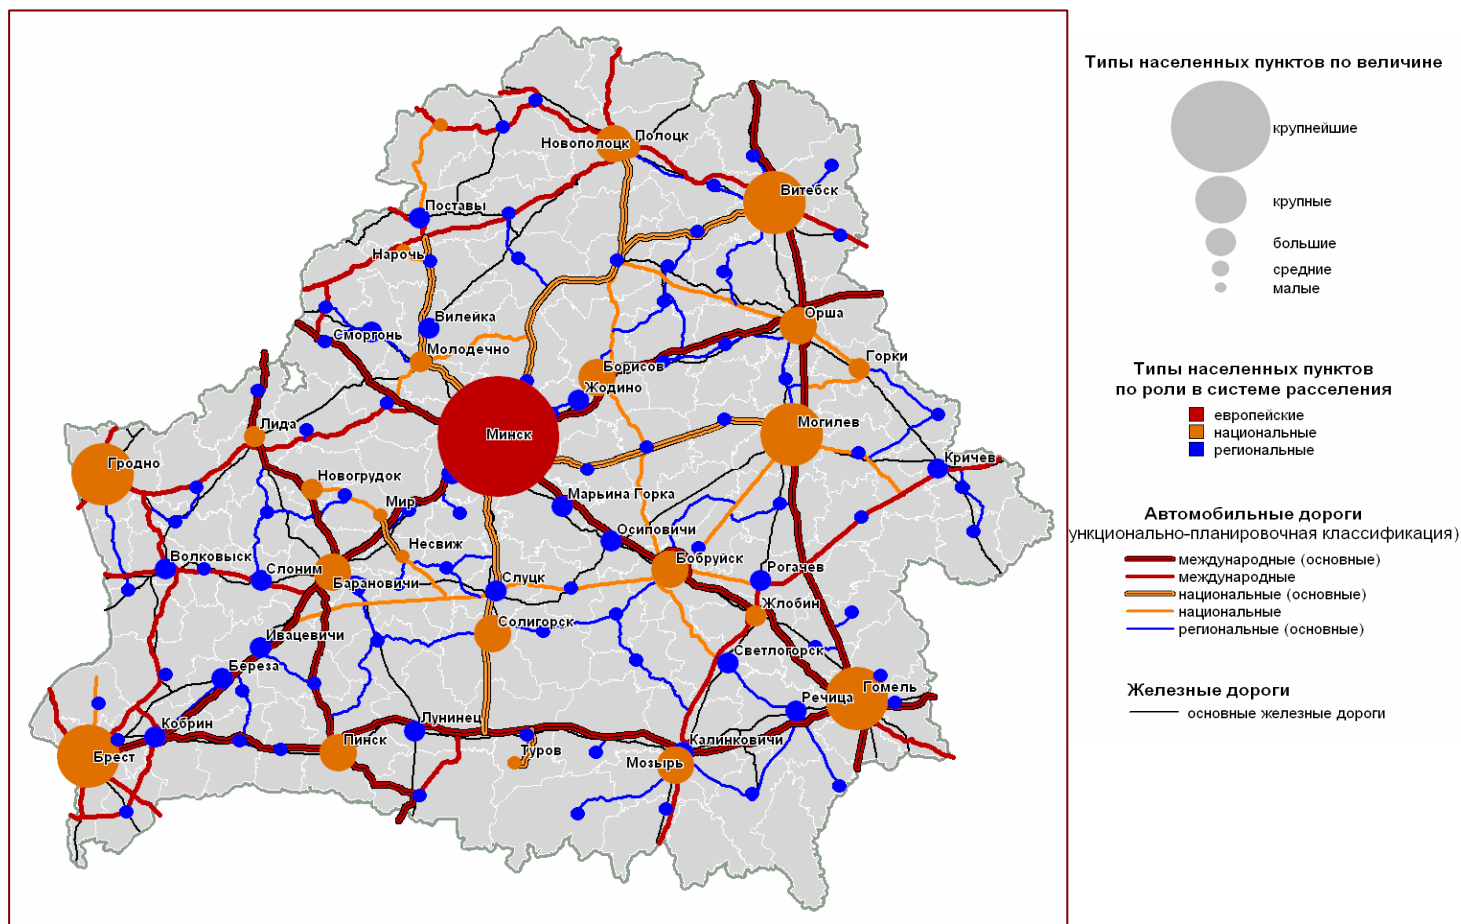 Полоцк
Новополоцк
Витебск
Поставы
Нарочь
Вилейка
Сморгонь
Молодечно
Орша
Горки
Борисов
Жодино
Лида
Минск
Могилев
Гродно
Новогрудок
Кричев
Мир
Марьина Горка
Осиповичи
Несвиж
Волковыск
Слоним
Барановичи
Слуцк
Бобруйск
Рогачев
Жлобин
Солигорск
Ивацевичи
Береза
Светлогорск
Гомель
Речица
Кобрин
Лунинец
Брест
Пинск
Туров
Калинковичи
Мозырь
Типы населенных пунктов по величине
крупнейшие
крупные
большие
средние
малые
Типы населенных пунктов
по роли в системе расселения
европейские
национальные
региональные
Автомобильные дороги
ункционально-планировочная классификация)
международные (основные)
международные
национальные (основные)
национальные
региональные (основные)
Железные дороги
основные железные дороги